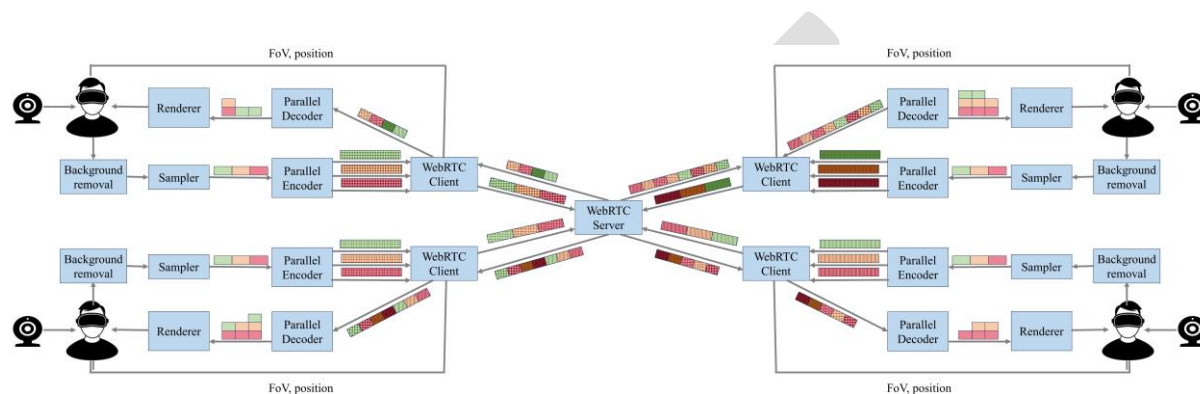 FoV, position
FoV, position
Renderer
Parallel
Decoder
Parallel
Decoder
Renderer
Background
removal
Sampler
Parallel
Encoder
WebRTC
Client
WebRTC
Client
Parallel
Encoder
Sampler
Background
removal
WebRTC
Server
Background
removal
Sampler
Parallel
Encoder
WebRTC
Client
WebRTC
Client
Parallel
Encoder
Sampler
Background
removal
Renderer
Parallel
Decoder
Parallel
Decoder
Renderer
FoV, position
FoV, position